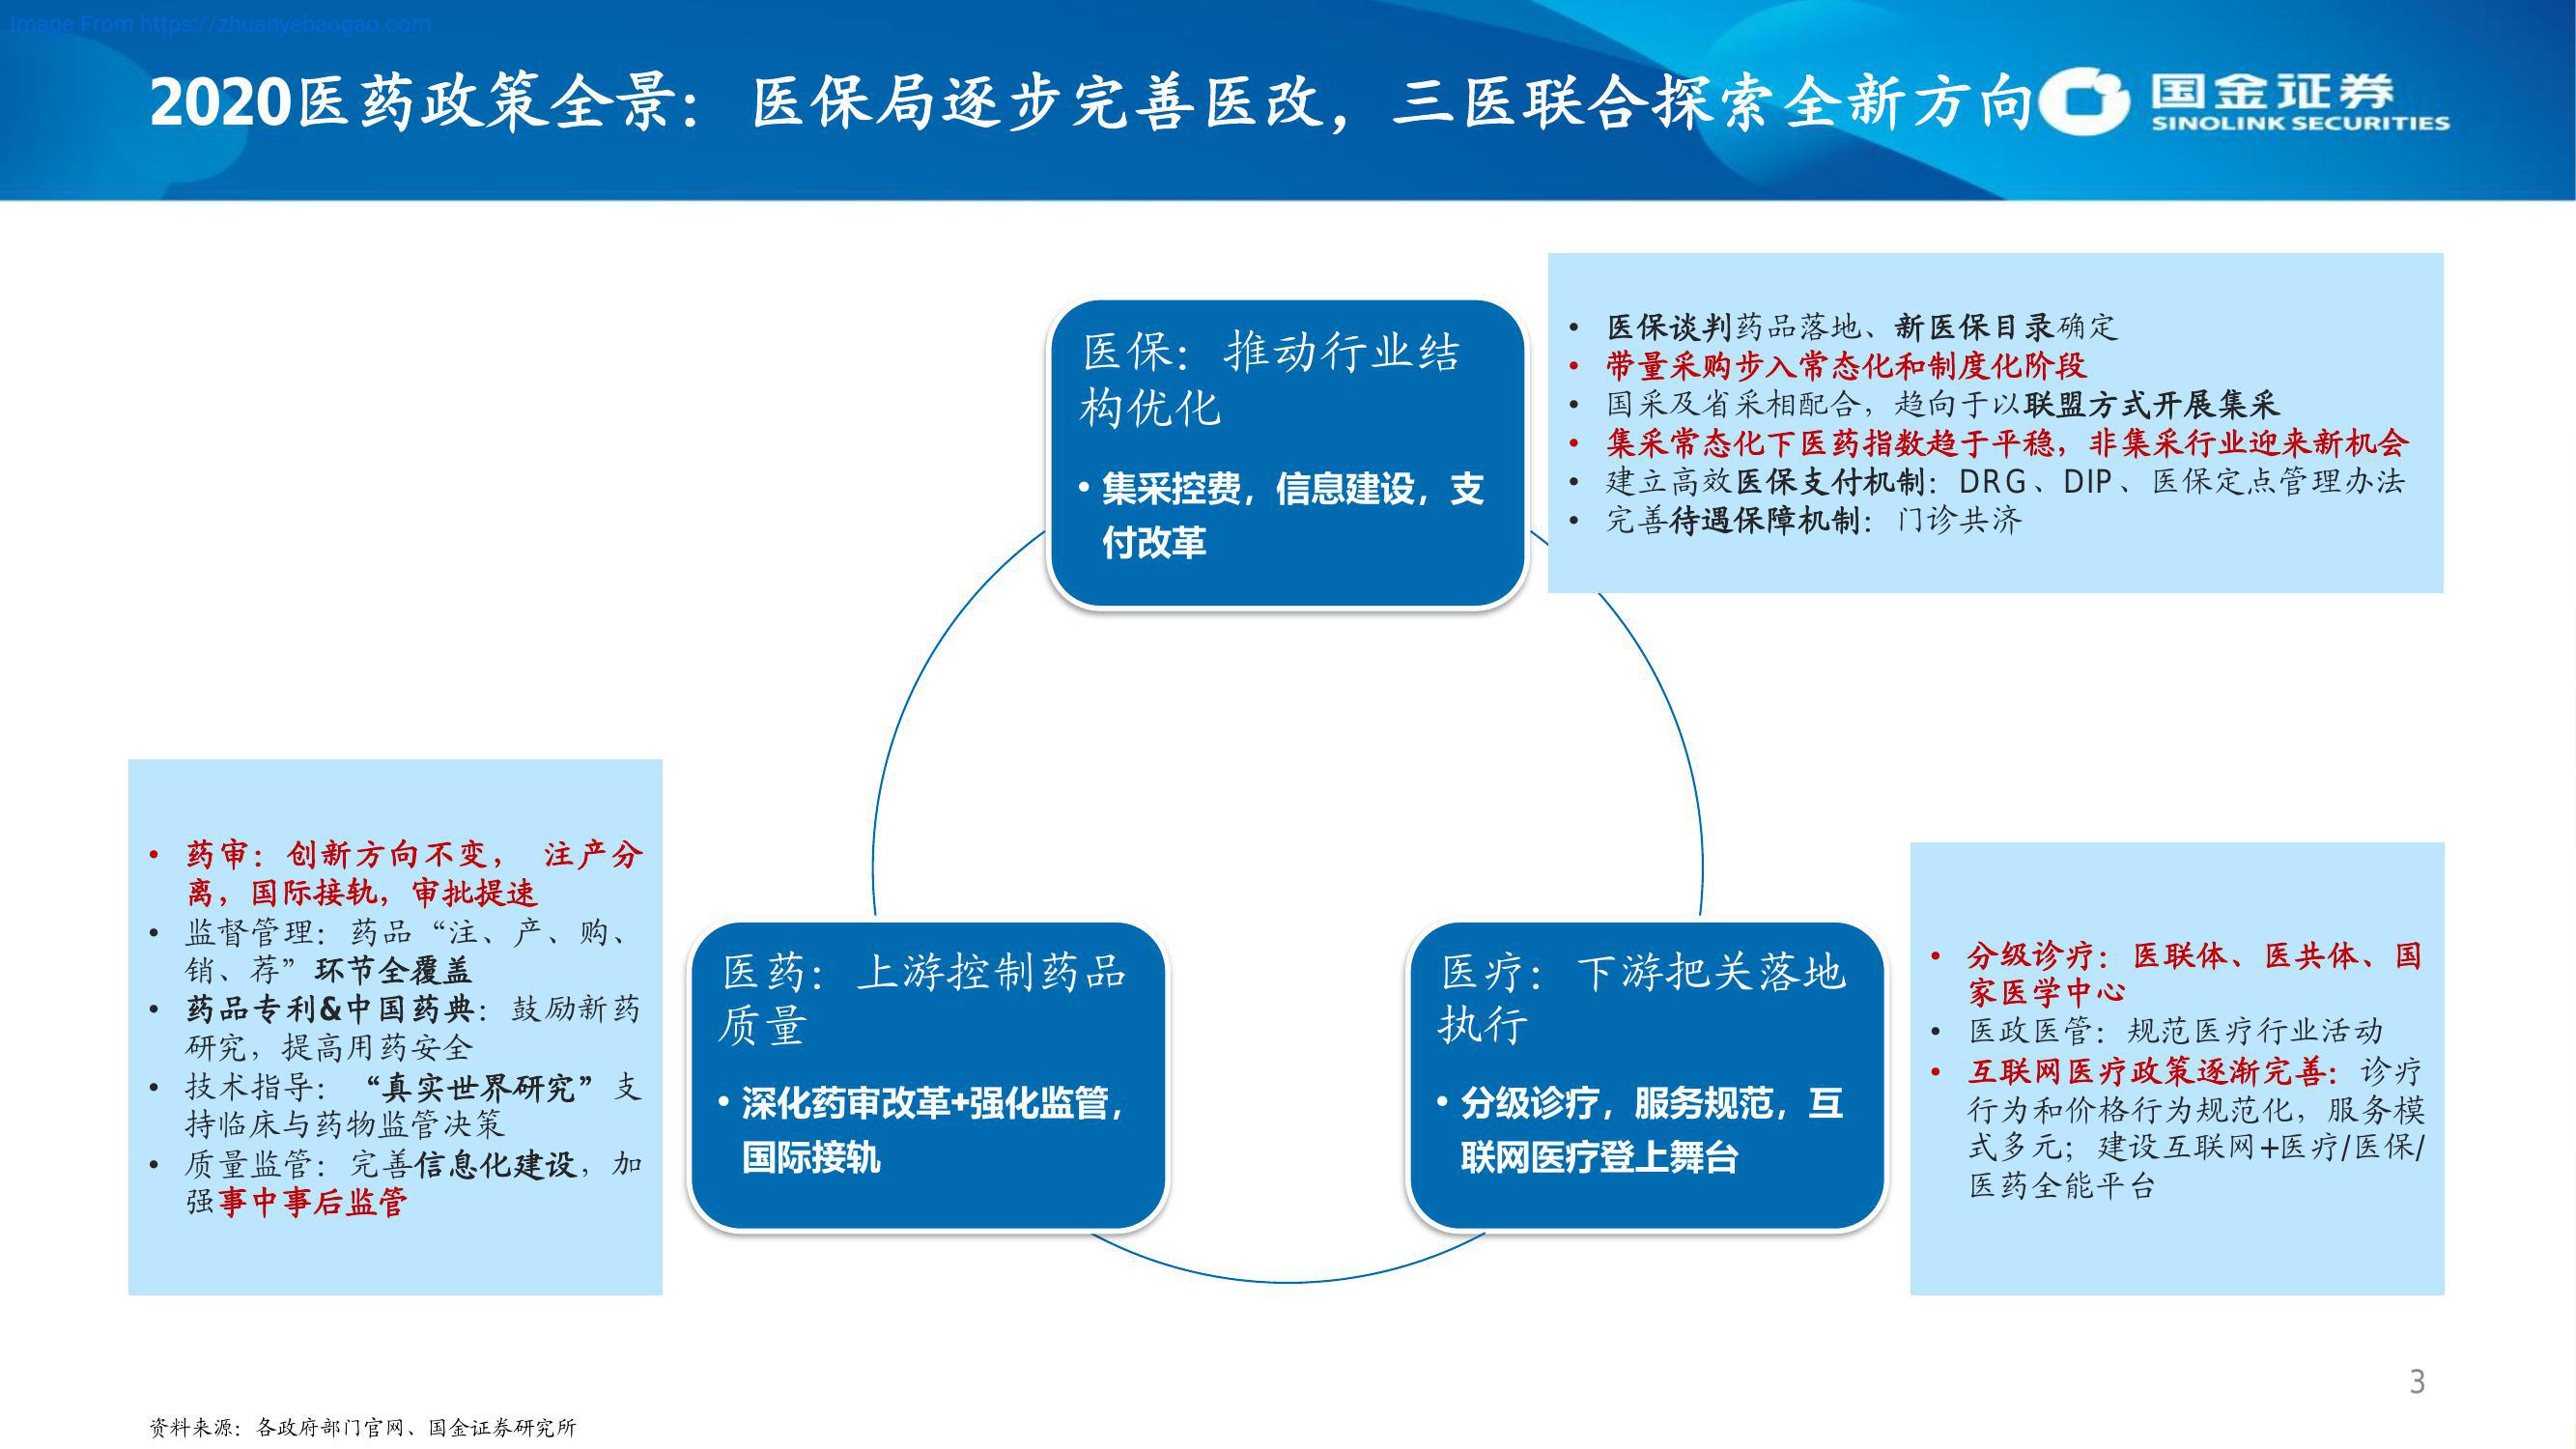 Image From https://zhuanyebaogao.com
2020医药政策全景： 医保局逐步完善医改，三医联合探索全新方向
国金证券
SINOLINK SECURITIES
医保：推动行业结
构优化
• 集采控费，信息建设，支
付改革
• 医保谈判药品落地、新医保目录确定
• 带量采购步入常态化和制度化阶段
• 国采及省采相配合，趋向于以联盟方式开展集采
• 集采常态化下医药指数趋于平稳，非集采行业迎来新机会
• 建立高效医保支付机制：DRG、DIP、医保定点管理办法
• 完善待遇保障机制：门诊共济
• 药审：创新方向不变， 注产分
离，国际接轨，审批提速
• 监督管理：药品“注、产、购、
销、荐”环节全覆盖
• 药品专利&中国药典：鼓励新药
研究，提高用药安全
• 技术指导：“真实世界研究”支
持临床与药物监管决策
• 质量监管：完善信息化建设，加
强事中事后监管
医药：上游控制药品
质量
• 深化药审改革+强化监管，
国际接轨
医疗：下游把关落地
执行
• 分级诊疗，服务规范，互
联网医疗登上舞台
• 分级诊疗：医联体、医共体、国
家医学中心
• 医政医管：规范医疗行业活动
• 互联网医疗政策逐渐完善：诊疗
行为和价格行为规范化，服务模
式多元；建设互联网+医疗/医保/
医药全能平台
3
资料来源：各政府部门官网、国金证券研究所